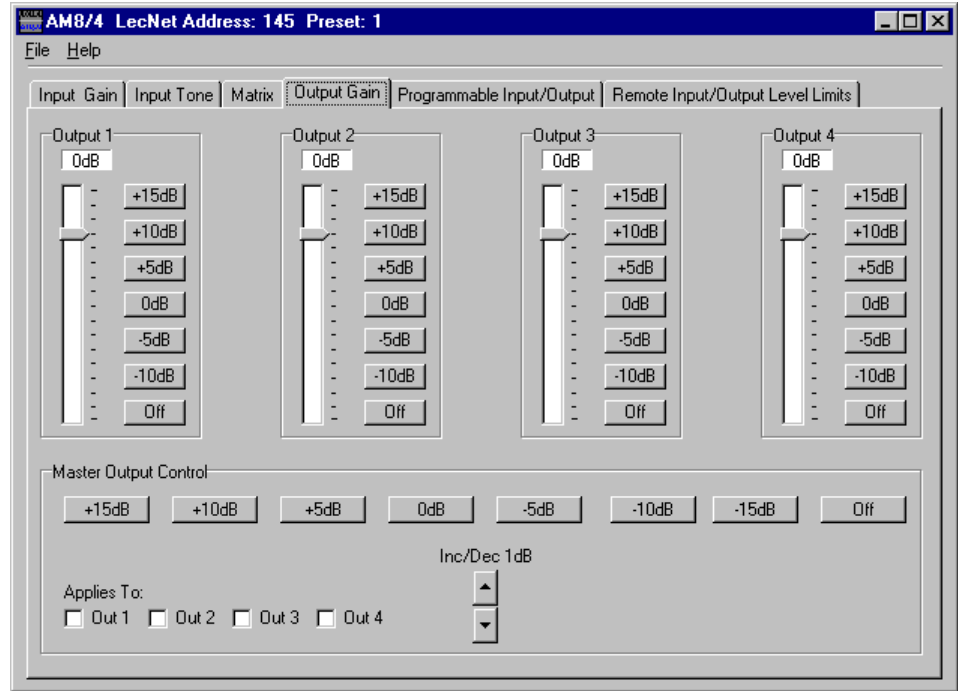 AM8/4 LecNet Address: 145 Preset: 1
File Help
Input Gain Input Tone Matrix Output Gain Programmable Input/Output Remote Input/Output Level Limits
Output 1 Output 2 Output 3 Output 4
0dB 0dB 0dB 0dB
+15dB +15dB +15dB +15dB
+10dB +10dB +10dB +10dB
+5dB +5dB +5dB +5dB
0dB 0dB 0dB 0dB
-5dB -5dB -5dB -5dB
-10dB -10dB -10dB -10dB
Off Off Off Off
Master Output Control
+15dB +10dB +5dB 0dB -5dB -10dB -15dB Off
Inc/Dec 1dB
Applies To:
Out 1 Out 2 Out 3 Out 4